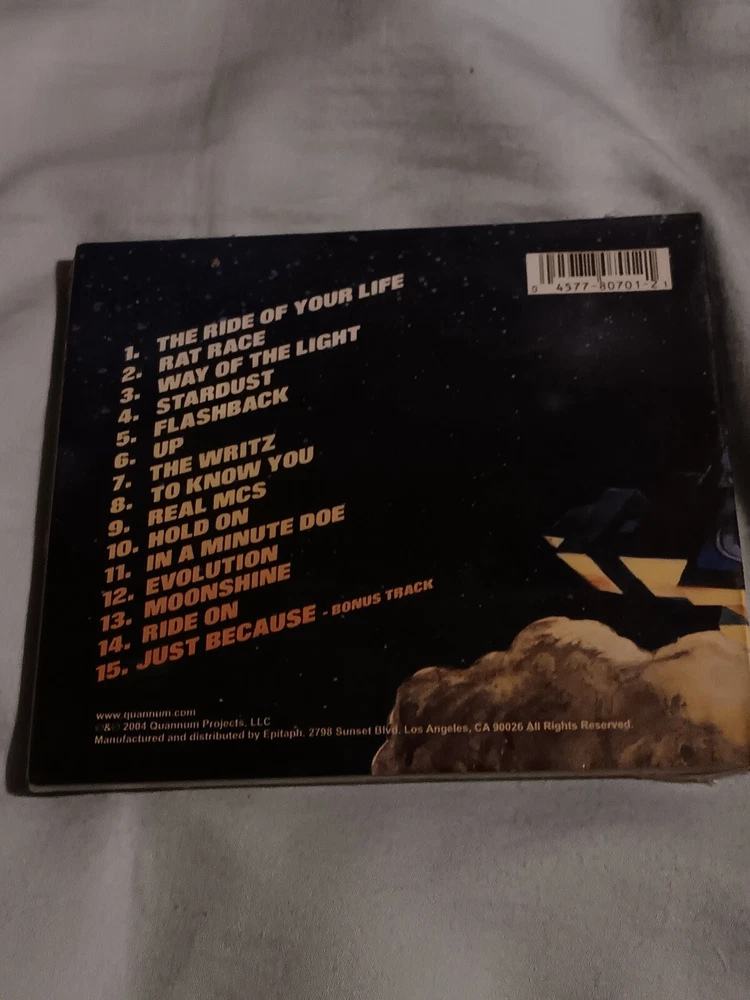 0 4577-80701-2 1
1. THE RIDE OF YOUR LIFE
2. RAT RACE
3. WAY OF THE LIGHT
4. STARDUST
5. FLASHBACK
6. UP
7. THE WRITZ
8. TO KNOW YOU
9. REAL MCS
10. HOLD ON
11. IN A MINUTE DOE
12. EVOLUTION
13. MOONSHINE
14. RIDE ON
15. JUST BECAUSE - BONUS TRACK
www.quannum.com
℗&© 2004 Quannum Projects, LLC
Manufactured and distributed by Epitaph. 2798 Sunset Blvd. Los Angeles, CA 90026 All Rights Reserved.